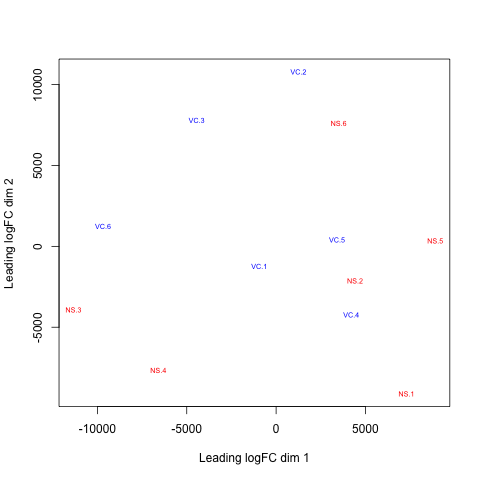 VC.2
10000
VC.3
NS.6
5000
VC.6
VC.5
NS.5
0
VC.1
NS.2
NS.3
VC.4
-5000
NS.4
NS.1
Leading logFC dim 2
-10000 -5000 0 5000
Leading logFC dim 1